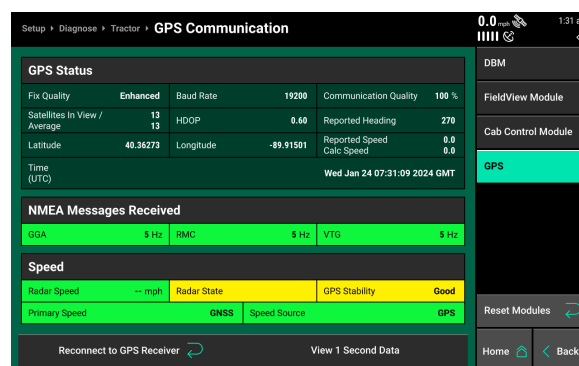 Setup › Diagnose › Tractor › GPS Communication
0.0 mph
1:31
GPS Status
Fix Quality Enhanced Baud Rate 19200 Communication Quality 100 %
Satellites In View / Average 13 13 HDOP 0.60 Reported Heading 270
Latitude 40.36273 Longitude -89.91501 Reported Speed 0.0 Calc Speed 0.0
Time (UTC) Wed Jan 24 07:31:09 2024 GMT
NMEA Messages Received
GGA 5 Hz RMC 5 Hz VTG 5 Hz
Speed
Radar Speed -- mph Radar State GPS Stability Good
Primary Speed GNSS Speed Source GPS
Reconnect to GPS Receiver View 1 Second Data
DBM
FieldView Module
Cab Control Module
GPS
Reset Modules
Home Back